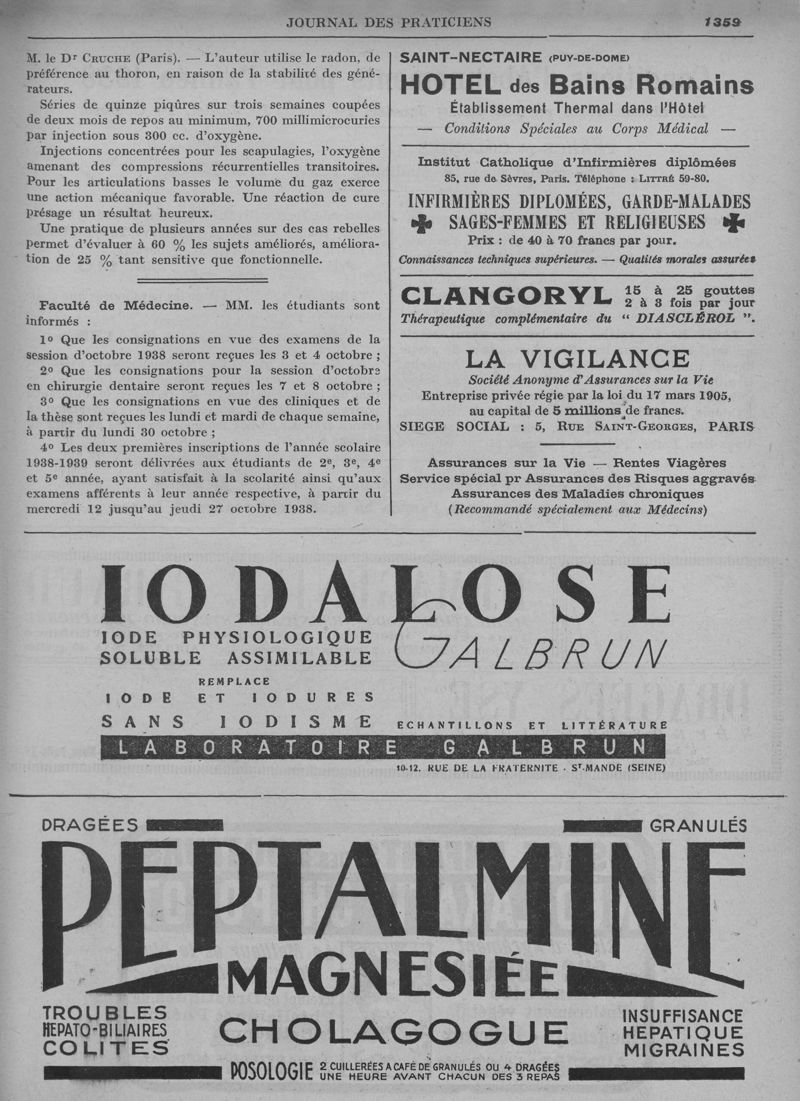 JOURNAL DES PRATICIENS 1359
M. le Dr CRUCHE (Paris). — L'auteur utilise le radon, de
préférence au thoron, en raison de la stabilité des géné-
rateurs.
Séries de quinze piqûres sur trois semaines coupées
de deux mois de repos au minimum, 700 millimicrocuries
par injection sous 300 cc. d'oxygène.
Injections concentrées pour les scapulagies, l'oxygène
amenant des compressions récurrentielles transitoires.
Pour les articulations basses le volume du gaz exerce
une action mécanique favorable. Une réaction de cure
présage un résultat heureux.
Une pratique de plusieurs années sur des cas rebelles
permet d'évaluer à 60 % les sujets améliorés, améliora-
tion de 25 % tant sensitive que fonctionnelle.
Faculté de Médecine. — MM. les étudiants sont
informés :
1o Que les consignations en vue des examens de la
session d'octobre 1938 seront reçues les 3 et 4 octobre ;
2o Que les consignations pour la session d'octobre
en chirurgie dentaire seront reçues les 7 et 8 octobre ;
3o Que les consignations en vue des cliniques et de
la thèse sont reçues les lundi et mardi de chaque semaine,
à partir du lundi 30 octobre ;
4o Les deux premières inscriptions de l'année scolaire
1938-1939 seront délivrées aux étudiants de 2e, 3e, 4e
et 5e année, ayant satisfait à la scolarité ainsi qu'aux
examens afférents à leur année respective, à partir du
mercredi 12 jusqu'au jeudi 27 octobre 1938.
SAINT-NECTAIRE (PUY-DE-DOME)
HOTEL des Bains Romains
Établissement Thermal dans l'Hôtel
— Conditions Spéciales au Corps Médical —
Institut Catholique d'Infirmières diplômées
85, rue de Sèvres, Paris. Téléphone : LITTRÉ 59-80.
INFIRMIÈRES DIPLOMÉES, GARDE-MALADES
SAGES-FEMMES ET RELIGIEUSES
Prix : de 40 à 70 francs par jour.
Connaissances techniques supérieures. — Qualités morales assurées
CLANGORYL 15 à 25 gouttes
2 à 3 fois par jour
Thérapeutique complémentaire du “ DIASCLÉROL ”.
LA VIGILANCE
Société Anonyme d'Assurances sur la Vie
Entreprise privée régie par la loi du 17 mars 1905,
au capital de 5 millions de francs.
SIEGE SOCIAL : 5, RUE SAINT-GEORGES, PARIS
Assurances sur la Vie — Rentes Viagères
Service spécial pr Assurances des Risques aggravés
Assurances des Maladies chroniques
(Recommandé spécialement aux Médecins)
IODALOSE
GALBRUN
IODE PHYSIOLOGIQUE
SOLUBLE ASSIMILABLE
REMPLACE
IODE ET IODURES
SANS IODISME
ECHANTILLONS ET LITTÉRATURE
LABORATOIRE GALBRUN
10-12, RUE DE LA FRATERNITE - ST-MANDE (SEINE)
DRAGÉES GRANULÉS
PEPTALMINE
MAGNESIÉE
TROUBLES
HEPATO-BILIAIRES
COLITES
CHOLAGOGUE
INSUFFISANCE
HEPATIQUE
MIGRAINES
POSOLOGIE 2 CUILLERÉES A CAFÉ DE GRANULÉS OU 4 DRAGÉES
UNE HEURE AVANT CHACUN DES 3 REPAS